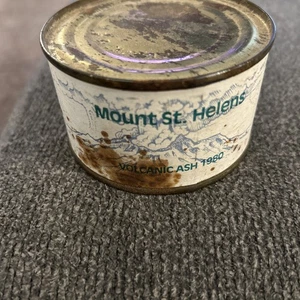 Mount St. Helens
VOLCANIC ASH 1980